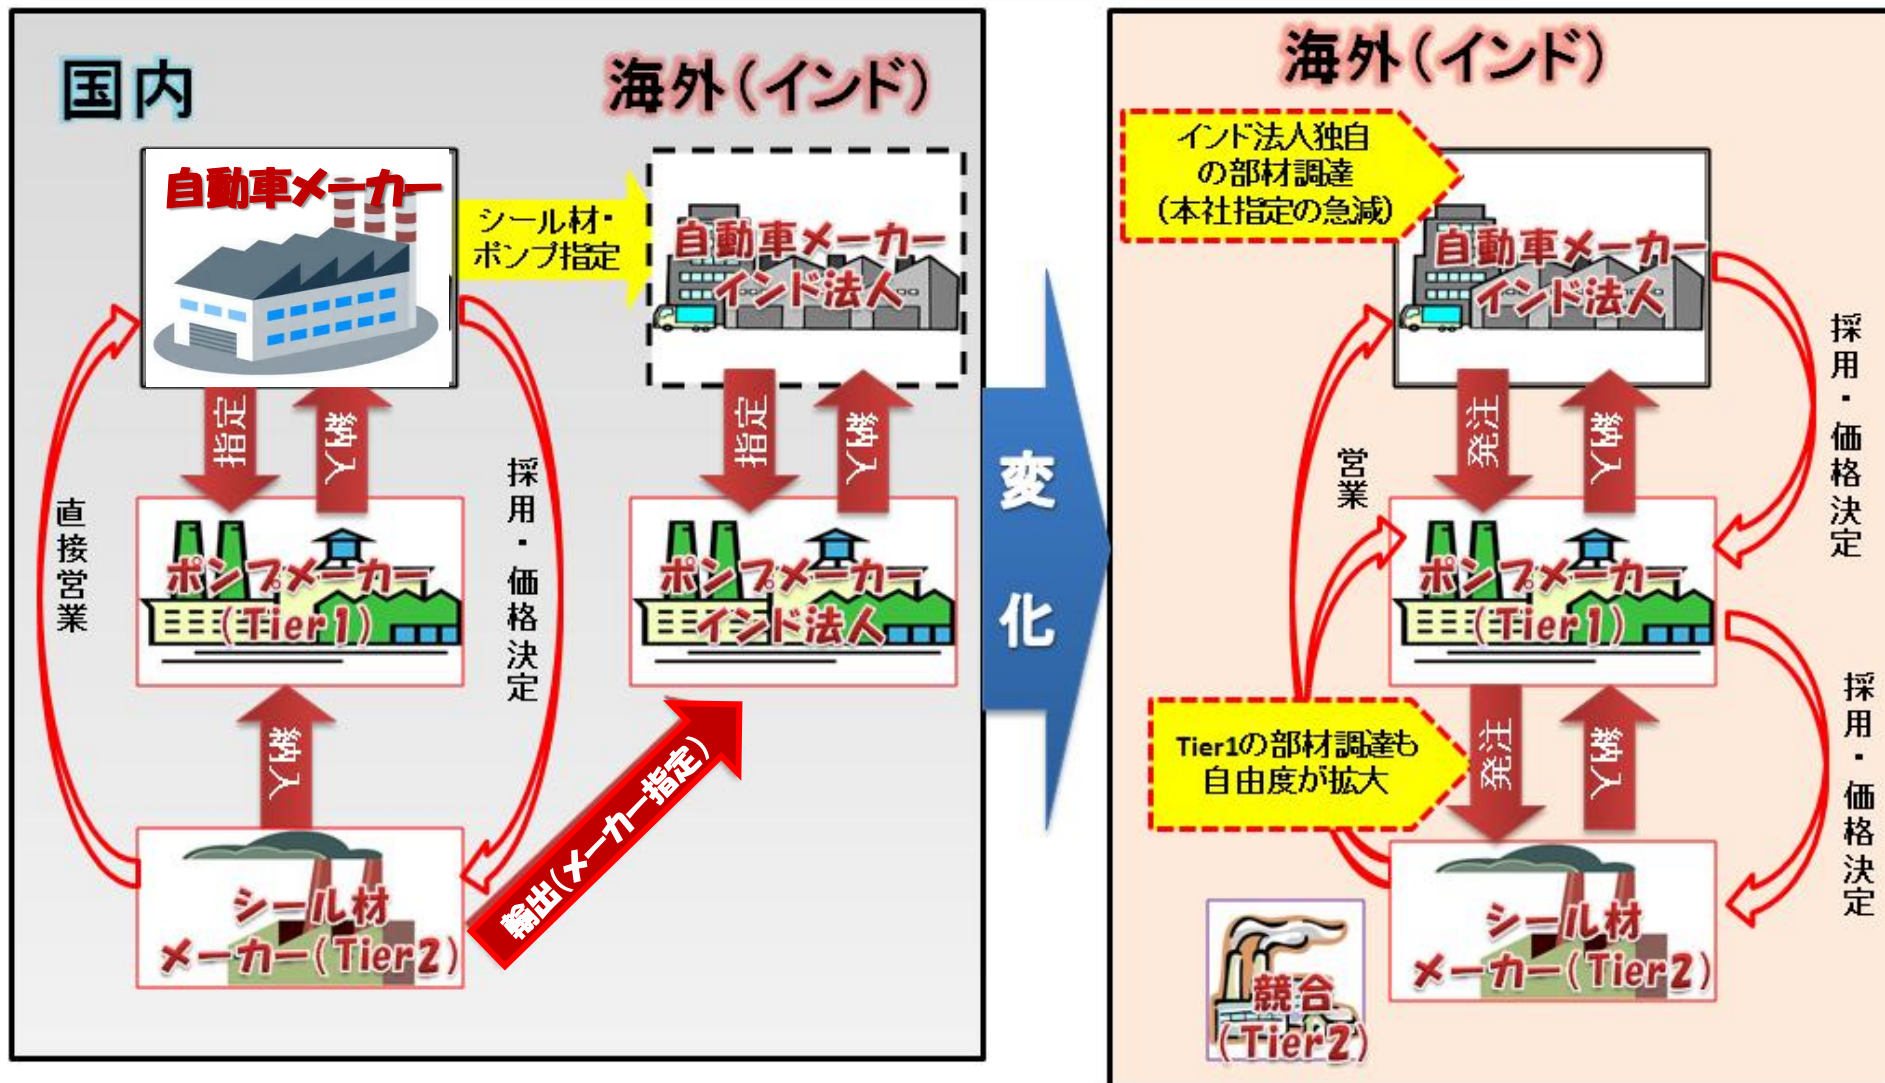 国内
海外(インド)
自動車メーカー
シール材・
ポンプ指定
自動車メーカー
インド法人
指定
納入
指定
納入
直接営業
採用・価格決定
ポンプメーカー
(Tier1)
ポンプメーカー
インド法人
納入
輸出(メーカー指定)
シール材
メーカー(Tier2)
変化
海外(インド)
インド法人独自
の部材調達
(本社指定の急減)
自動車メーカー
インド法人
採用・価格決定
発注
納入
営業
ポンプメーカー
(Tier1)
Tier1の部材調達も
自由度が拡大
発注
納入
採用・価格決定
シール材
メーカー(Tier2)
競合
(Tier2)